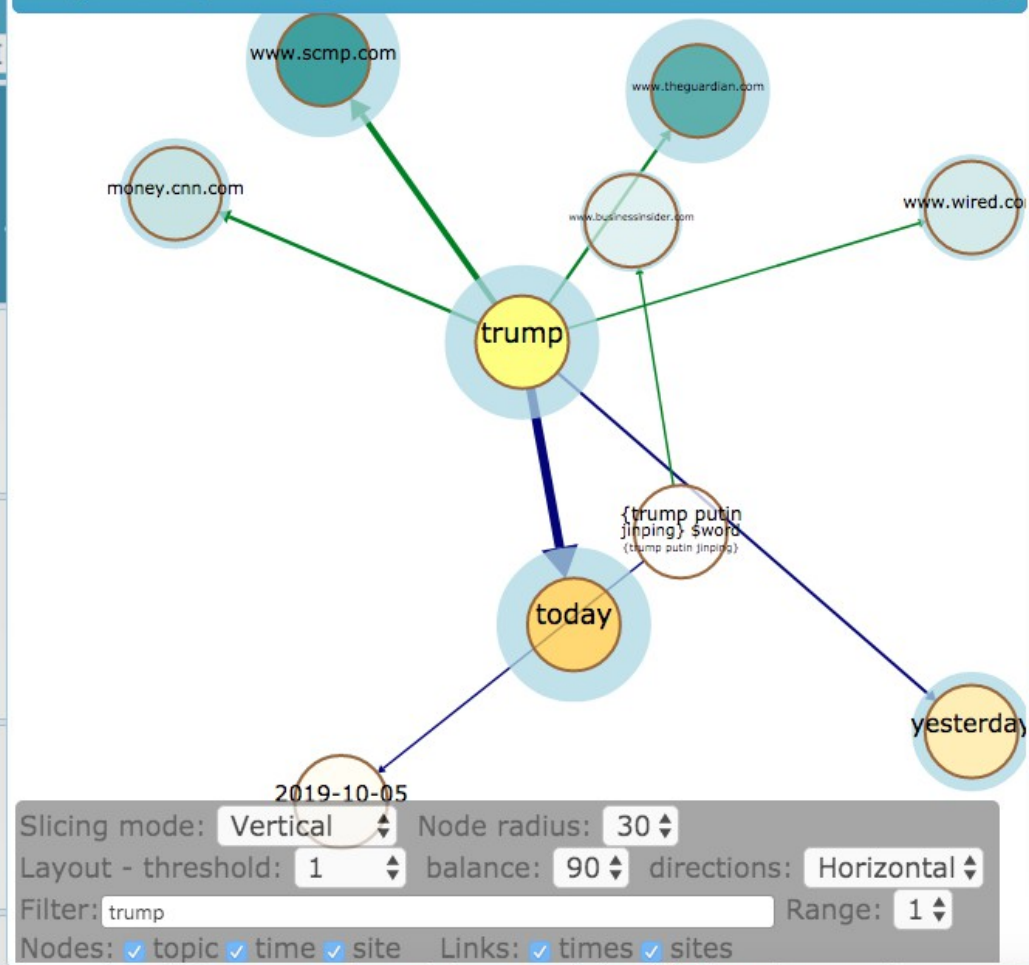 www.scmp.com
www.theguardian.com
money.cnn.com
www.businessinsider.com
www.wired.co
trump
{trump putin
jinping} $word
{trump putin jinping}
today
yesterday
2019-10-05
Slicing mode: Vertical Node radius: 30
Layout - threshold: 1 balance: 90 directions: Horizontal
Filter: trump Range: 1
Nodes: topic time site Links: times sites